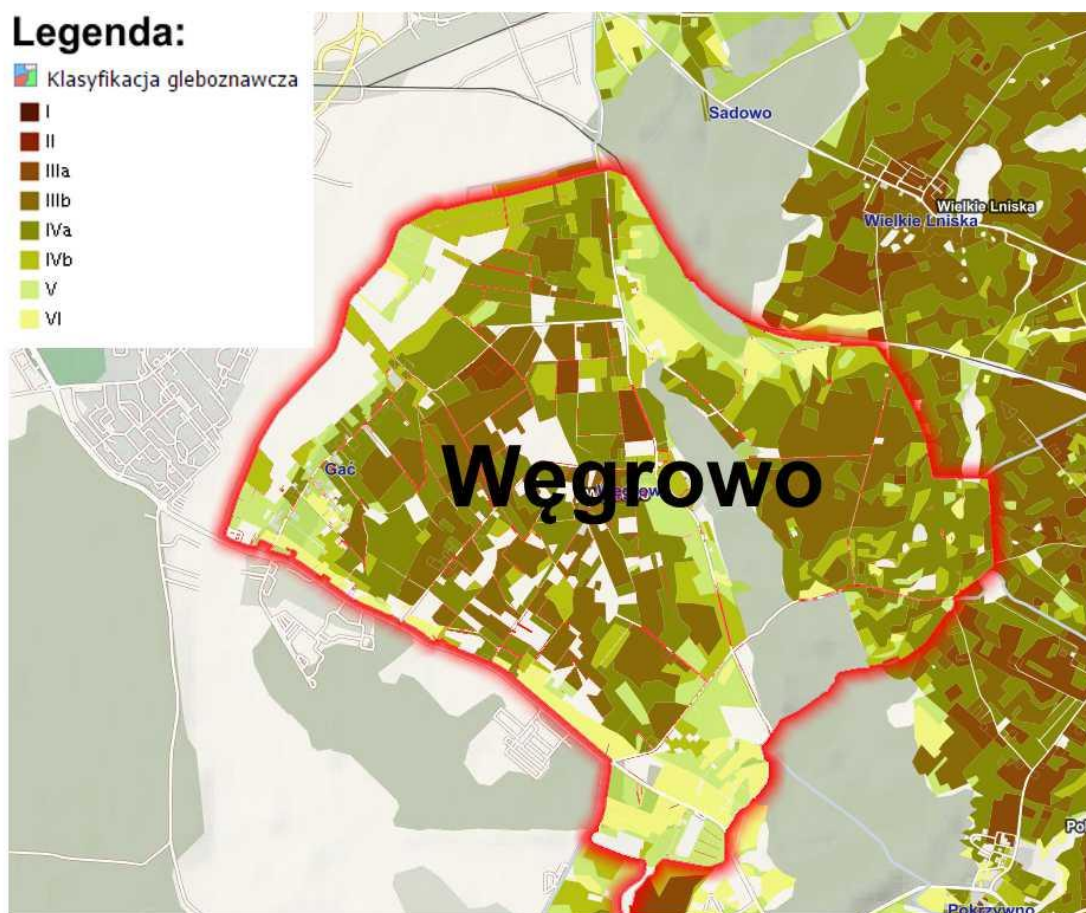 Legenda:
Klasyfikacja gleboznawcza
I
II
IIIa
IIIb
IVa
IVb
V
VI
Sadowo
Wielkie Lniska
Wielkie Lniska
Gać
Węgrowo
Pokrzywno